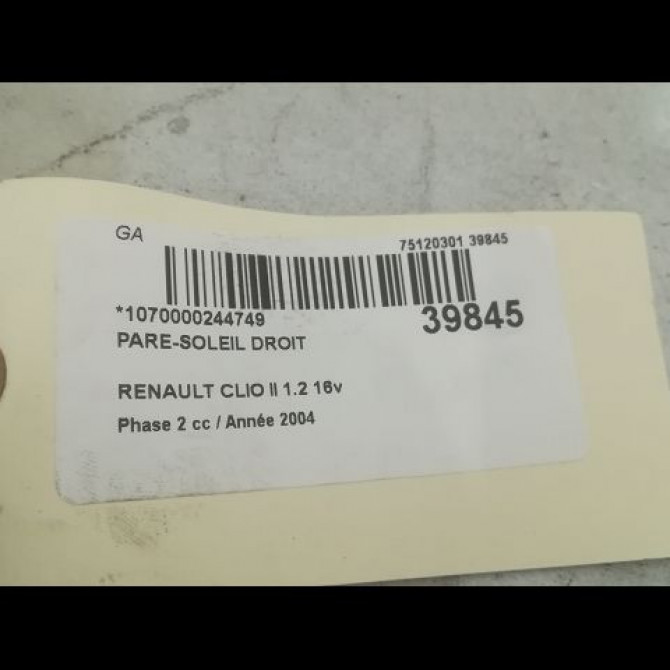 GA
75120301 39845
*1070000244749
39845
PARE-SOLEIL DROIT
RENAULT CLIO II 1.2 16v
Phase 2 cc / Année 2004